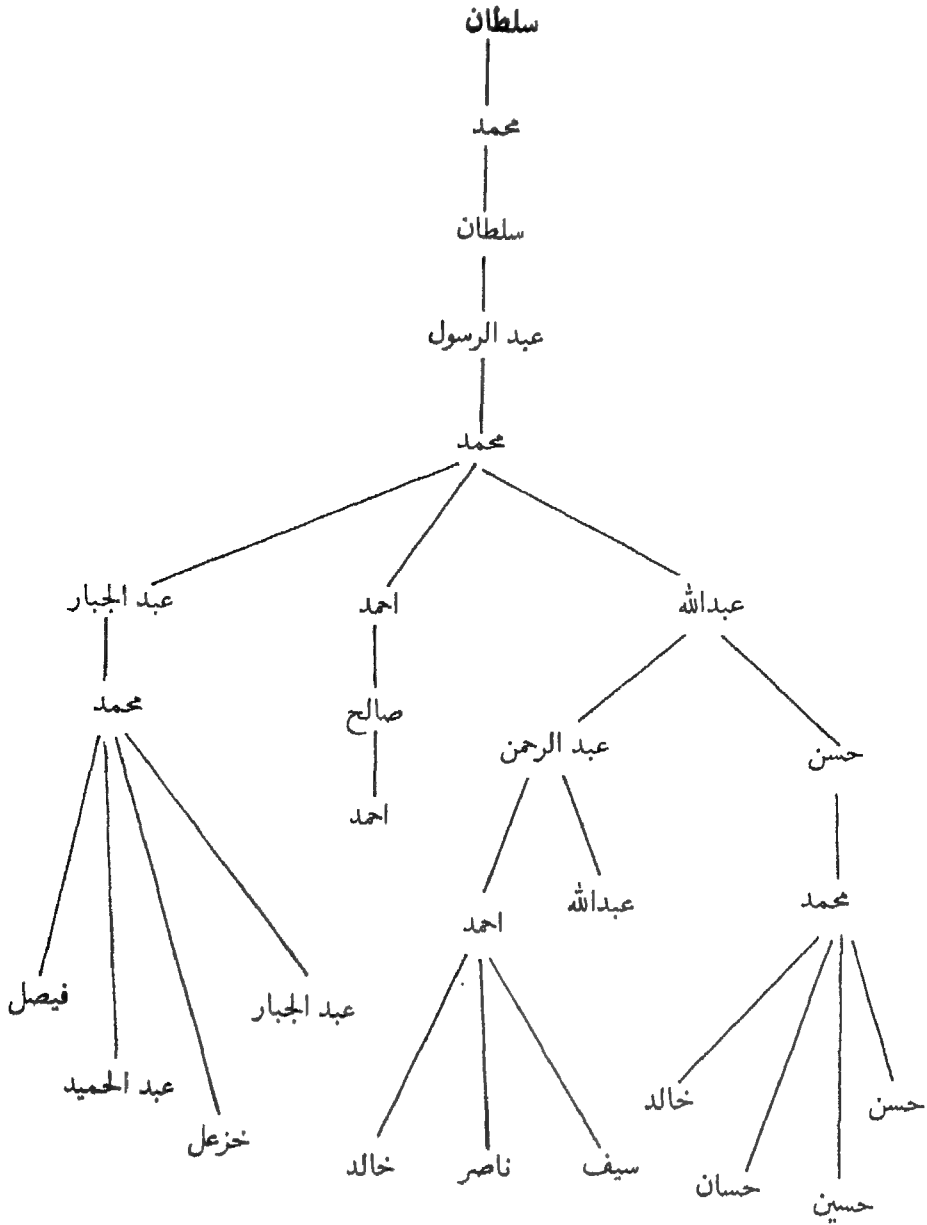 سلطان
محمد
سلطان
عبد الرسول
محمد
عبدالله
احمد
عبد الجبار
محمد
صالح
احمد
حسن
عبد الرحمن
محمد
عبدالله
احمد
عبد الجبار
فيصل
عبد الحميد
خزعل
حسن
خالد
حسين
حسان
سيف
ناصر
خالد